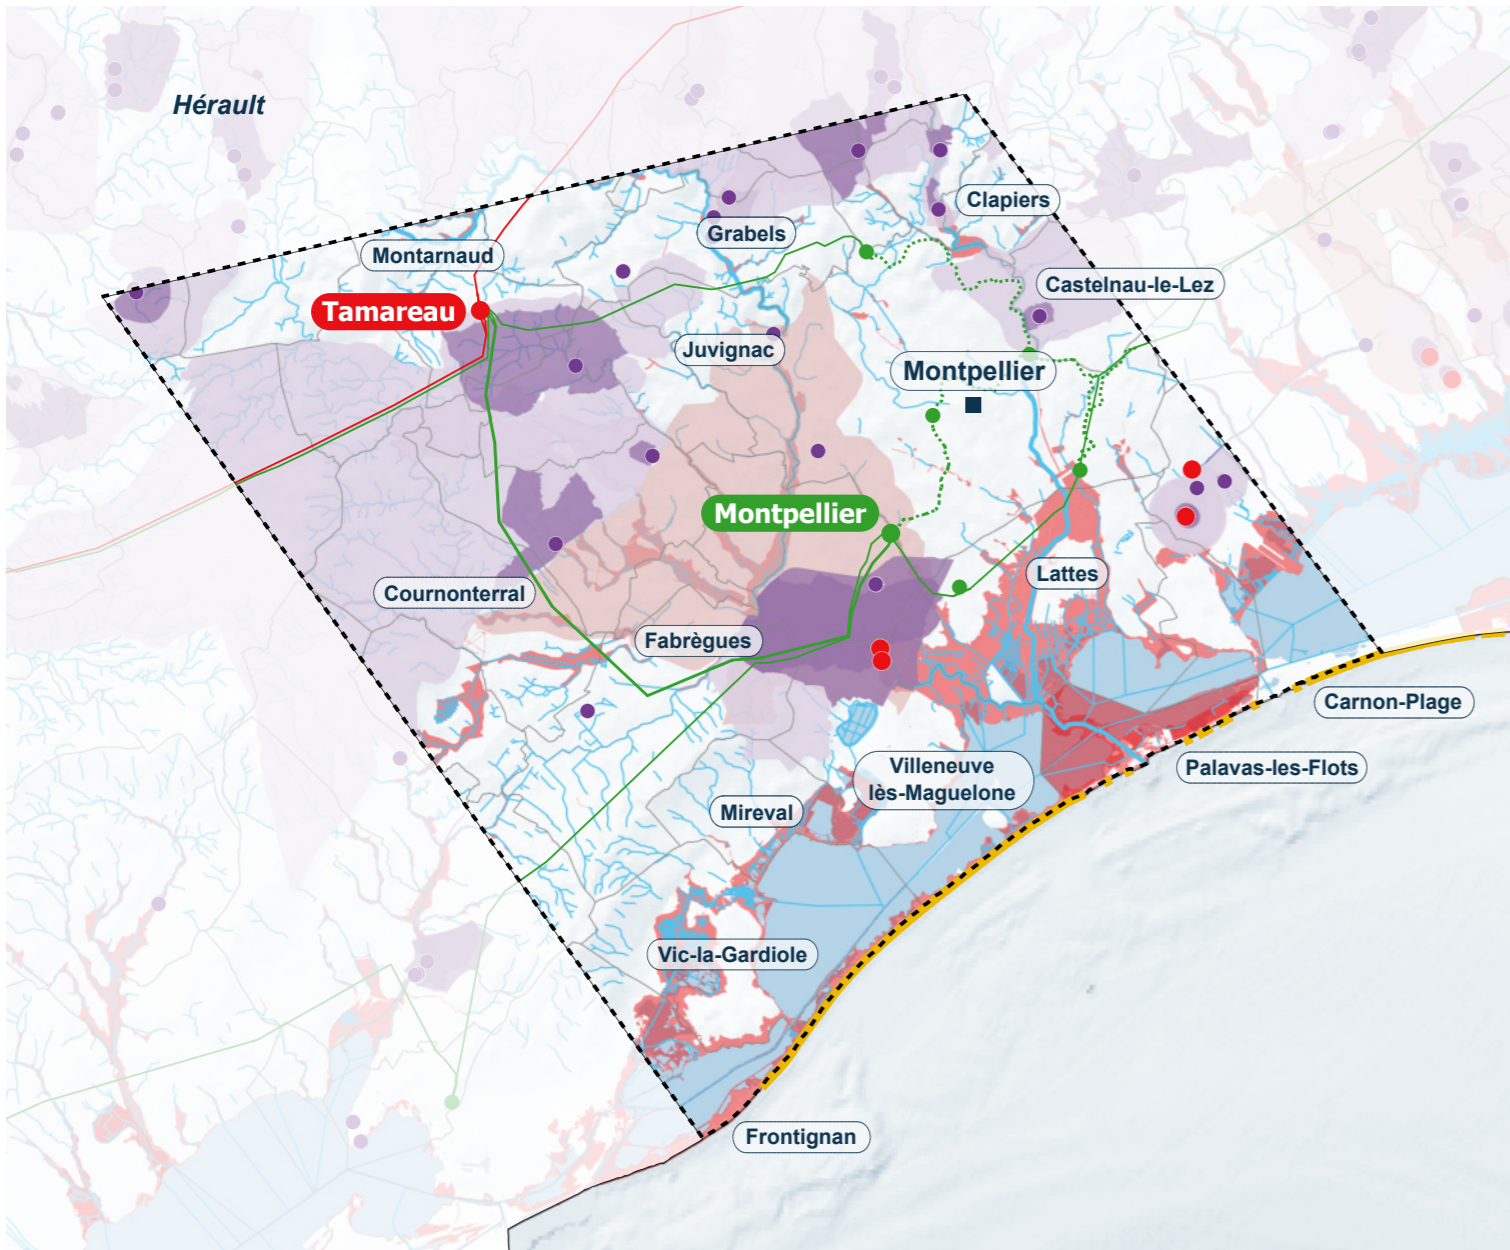 Hérault
Clapiers
Grabels
Montarnaud
Castelnau-le-Lez
Tamareau
Juvignac
Montpellier
Montpellier
Lattes
Cournonterral
Fabrègues
Carnon-Plage
Palavas-les-Flots
Villeneuve
lès-Maguelone
Mireval
Vic-la-Gardiole
Frontignan